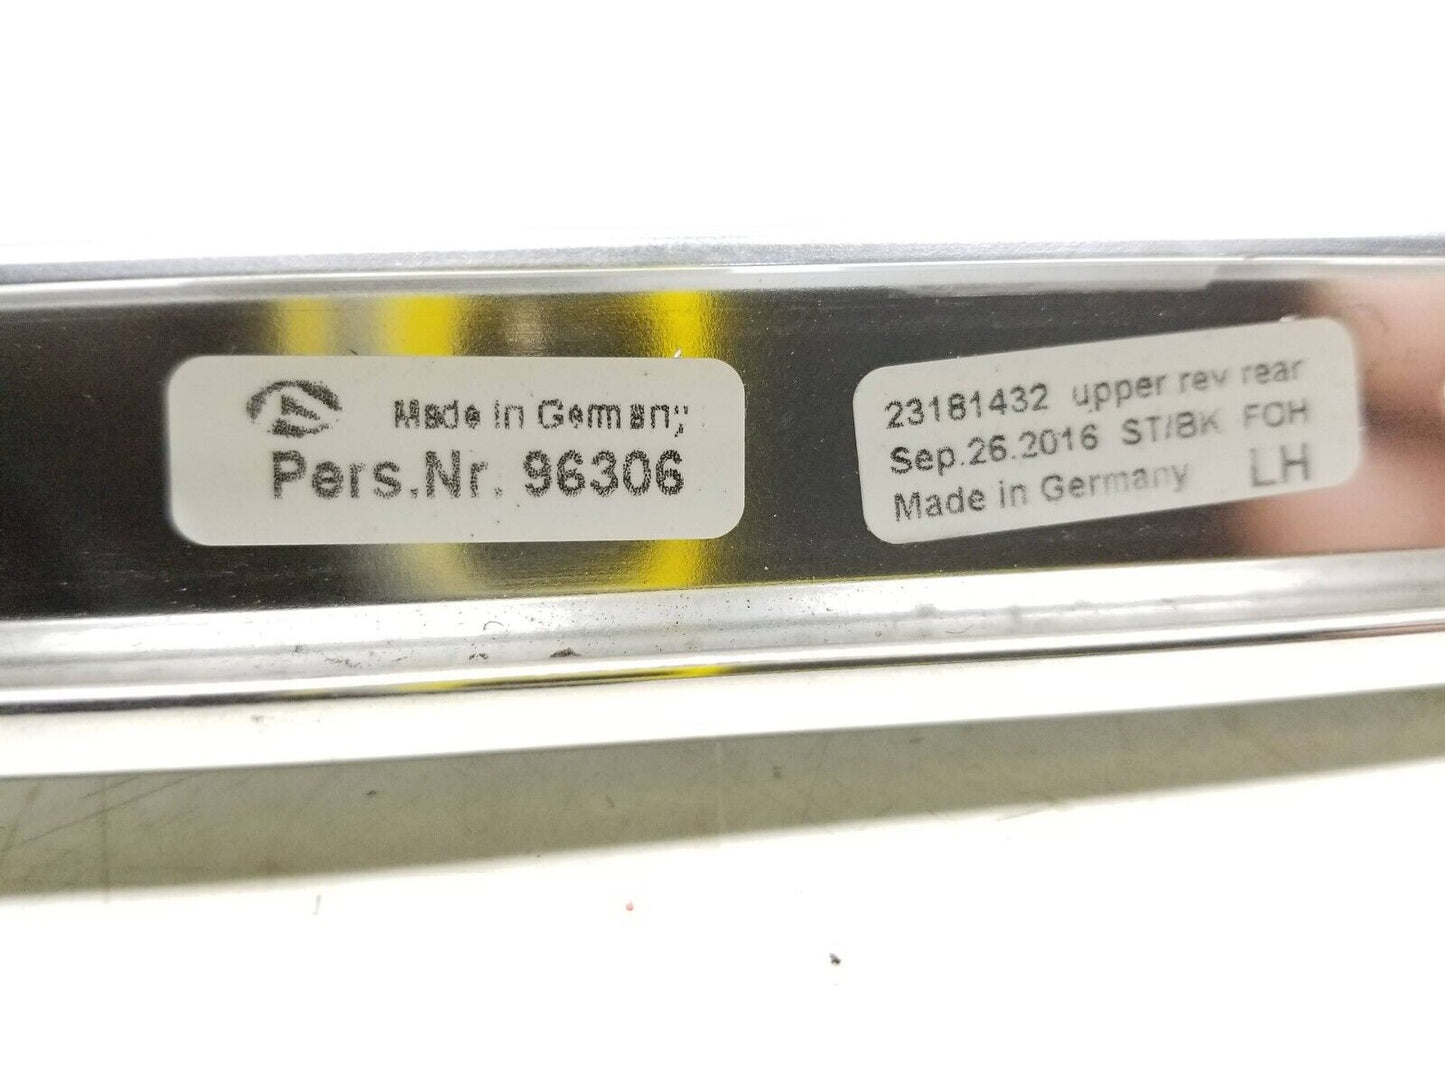 Made in Germany
Pers.Nr. 96306
23181432 upper rev rear
Sep.26.2016 ST/BK FOH
Made in Germany LH